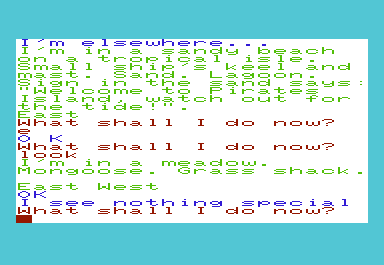 I'm elsewhere...
I'm in a sandy beach
on a tropical isle.
Small ship's keel and
mast. Sand. Lagoon.
Sign in the sand says:
"Welcome to Pirates
Island, watch out for
the tide!".
East
What shall I do now?
e
O K
What shall I do now?
look
I'm in a meadow.
Mongoose. Grass shack.
East West
OK
I see nothing special
What shall I do now?